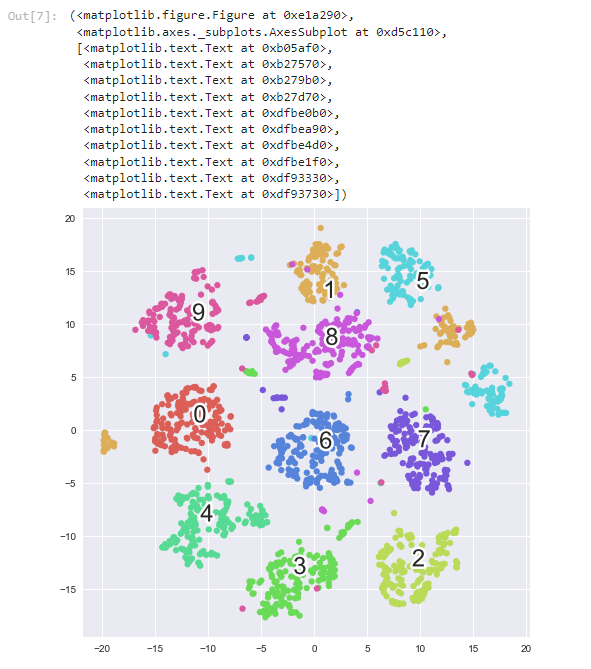 Out[7]: (<matplotlib.figure.Figure at 0xe1a290>,
<matplotlib.axes._subplots.AxesSubplot at 0xd5c110>,
[<matplotlib.text.Text at 0xb05af0>,
<matplotlib.text.Text at 0xb27570>,
<matplotlib.text.Text at 0xb279b0>,
<matplotlib.text.Text at 0xb27d70>,
<matplotlib.text.Text at 0xdfbe0b0>,
<matplotlib.text.Text at 0xdfbea90>,
<matplotlib.text.Text at 0xdfbe4d0>,
<matplotlib.text.Text at 0xdfbe1f0>,
<matplotlib.text.Text at 0xdf93330>,
<matplotlib.text.Text at 0xdf93730>])
20
15
10
5
0
−5
−10
−15
1
5
9
8
0
6
7
4
3
2
−20 −15 −10 −5 0 5 10 15 20